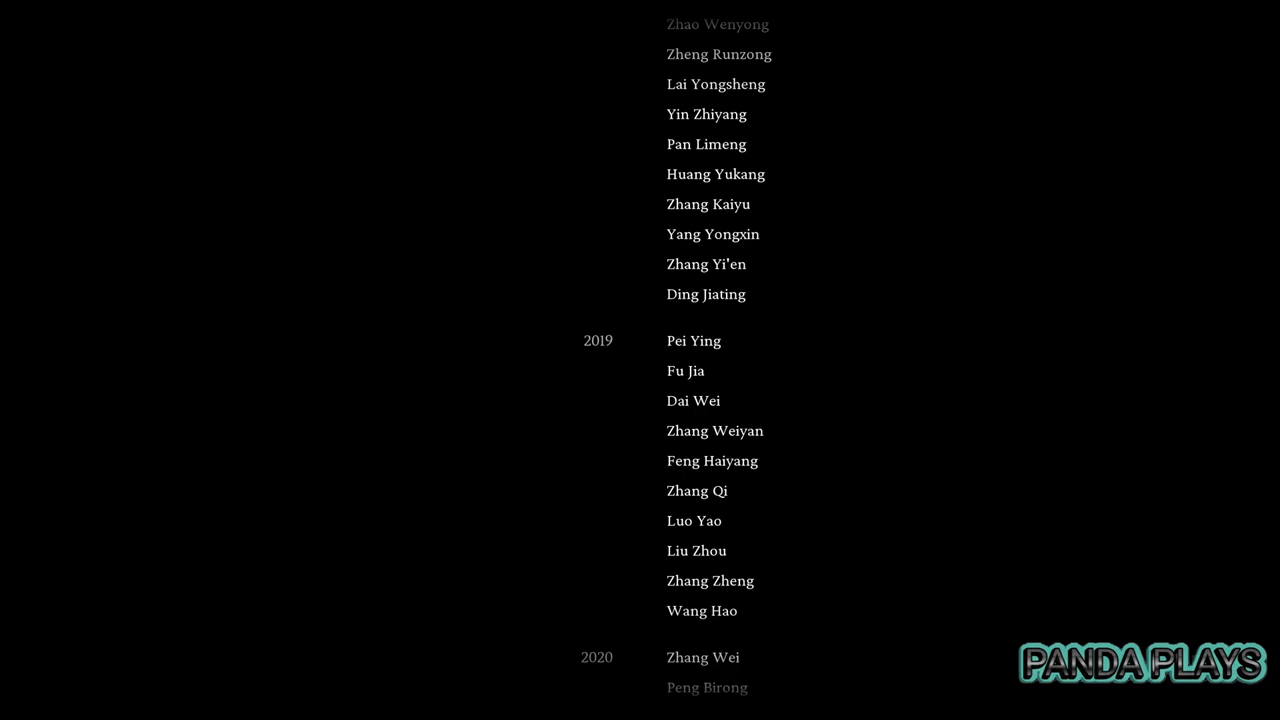 Zhao Wenyong
Zheng Runzong
Lai Yongsheng
Yin Zhiyang
Pan Limeng
Huang Yukang
Zhang Kaiyu
Yang Yongxin
Zhang Yi'en
Ding Jiating
2019 Pei Ying
Fu Jia
Dai Wei
Zhang Weiyan
Feng Haiyang
Zhang Qi
Luo Yao
Liu Zhou
Zhang Zheng
Wang Hao
2020 Zhang Wei
Peng Birong
PANDA PLAYS